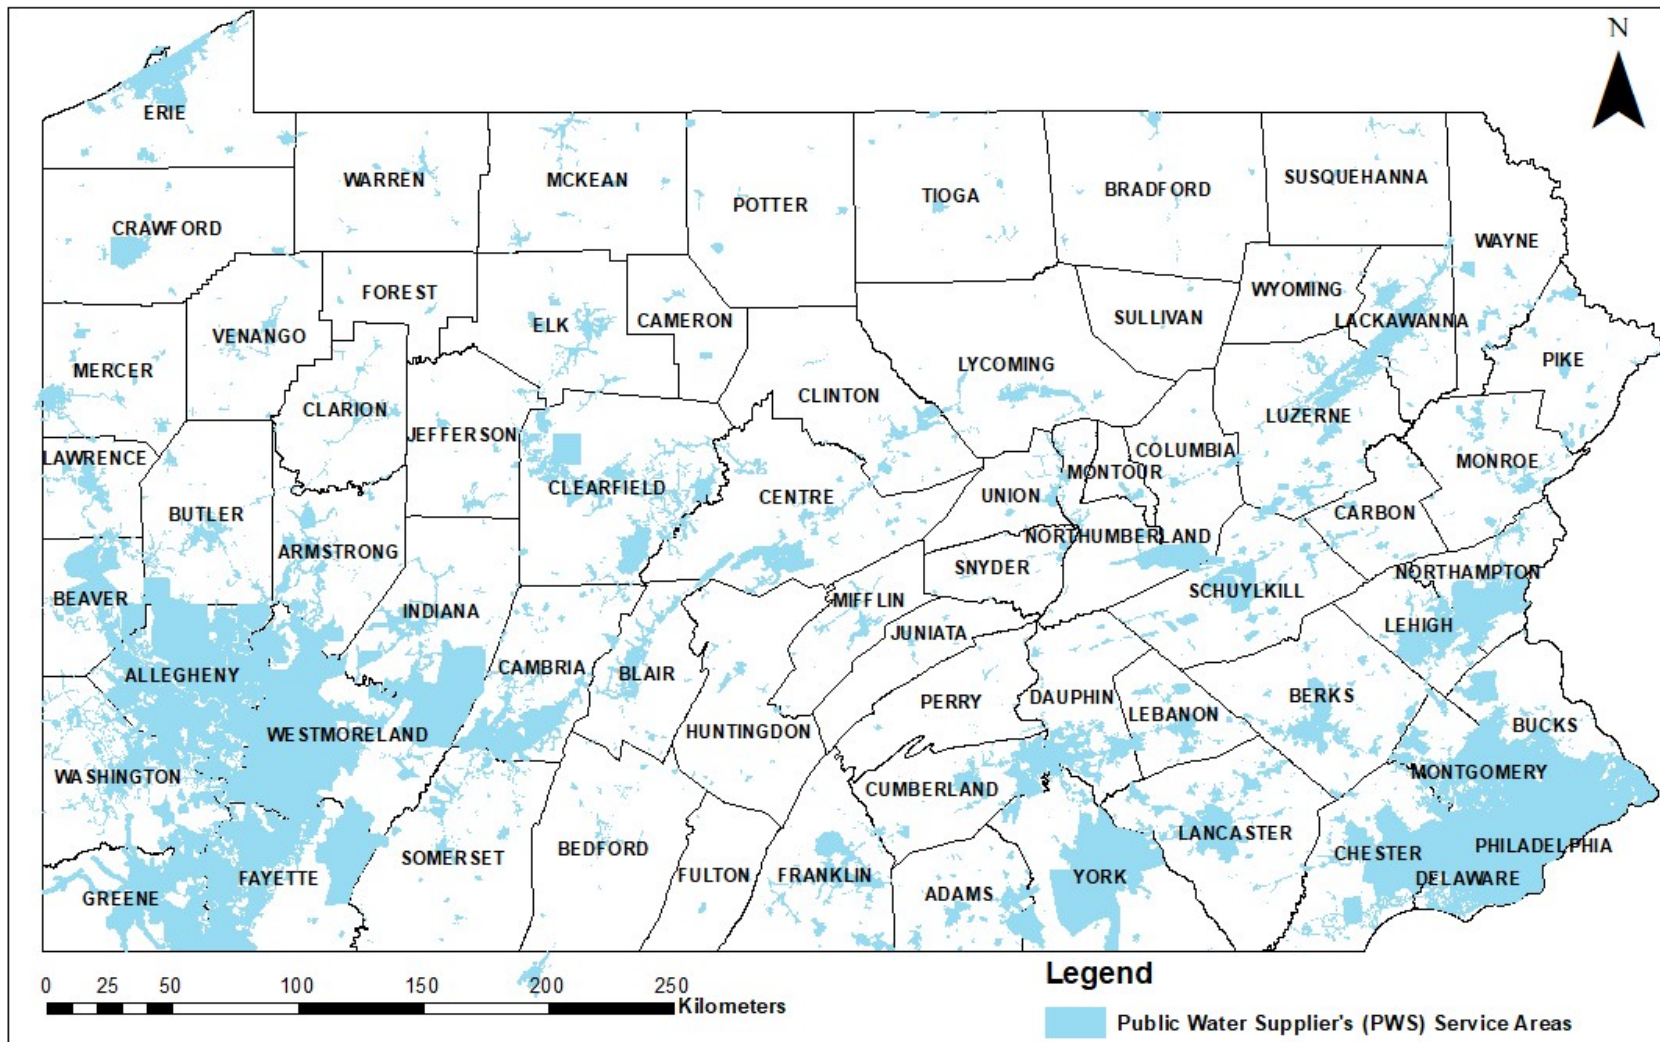 N
ERIE
WARREN
MCKEAN
POTTER
TIOGA
BRADFORD
SUSQUEHANNA
CRAWFORD
WAYNE
FOREST
WYOMING
VENANGO
ELK
CAMERON
SULLIVAN
LACKAWANNA
MERCER
LYCOMING
PIKE
CLINTON
CLARION
LUZERNE
JEFFERSON
COLUMBIA
LAWRENCE
MONTOUR
MONROE
CLEARFIELD
CENTRE
UNION
BUTLER
CARBON
NORTHUMBERLAND
ARMSTRONG
SNYDER
NORTHAMPTON
BEAVER
INDIANA
MIFFLIN
SCHUYLKILL
JUNIATA
LEHIGH
ALLEGHENY
CAMBRIA
BLAIR
PERRY
DAUPHIN
LEBANON
BERKS
WESTMORELAND
HUNTINGDON
BUCKS
WASHINGTON
CUMBERLAND
MONTGOMERY
SOMERSET
BEDFORD
LANCASTER
CHESTER
PHILADELPHIA
GREENE
FAYETTE
FULTON
FRANKLIN
ADAMS
YORK
DELAWARE
Legend
0 25 50 100 150 200 250
Kilometers
Public Water Supplier's (PWS) Service Areas